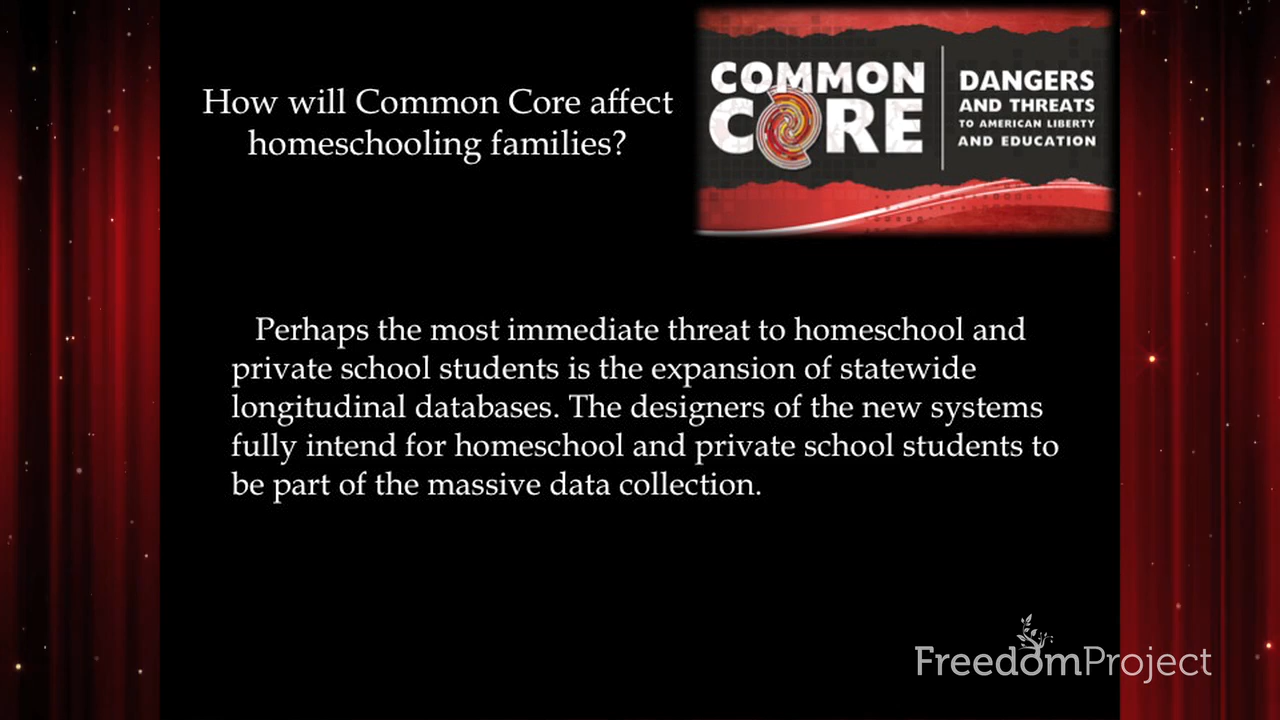 How will Common Core affect
homeschooling families?
COMMON
CORE
DANGERS
AND THREATS
TO AMERICAN LIBERTY
AND EDUCATION
Perhaps the most immediate threat to homeschool and
private school students is the expansion of statewide
longitudinal databases. The designers of the new systems
fully intend for homeschool and private school students to
be part of the massive data collection.
FreedomProject